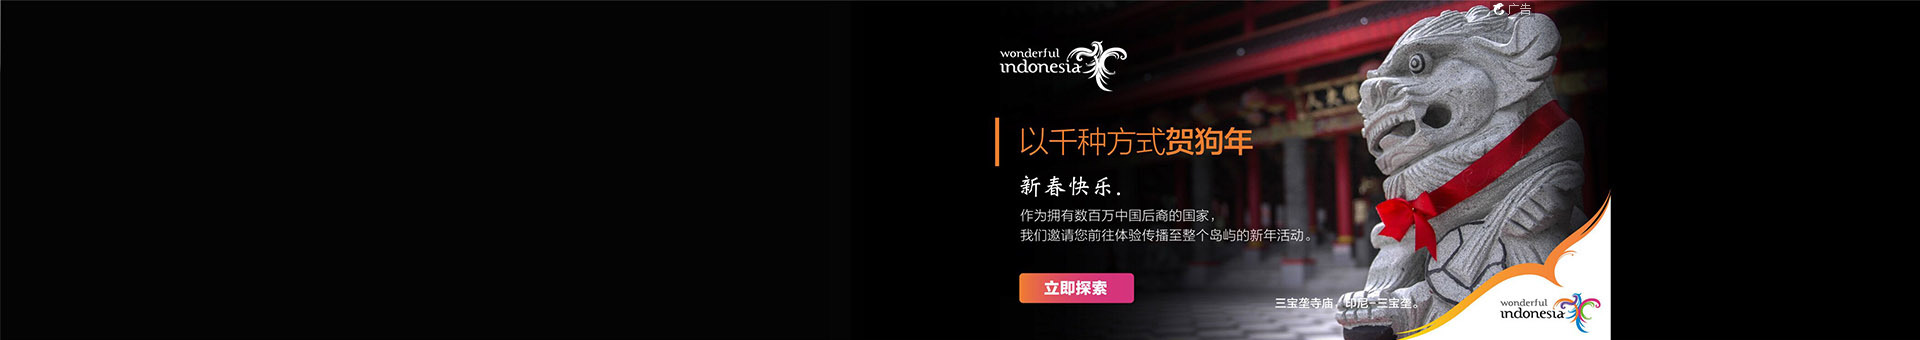 广告
wonderful
indonesia
以千种方式贺狗年
新春快乐.
作为拥有数百万中国后裔的国家，
我们邀请您前往体验传播至整个岛屿的新年活动。
立即探索
三宝垄寺庙，印尼-三宝垄。
wonderful
indonesia